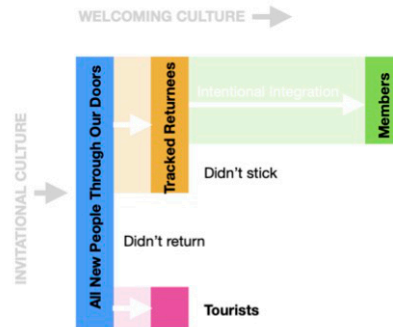 WELCOMING CULTURE
INVITATIONAL CULTURE
All New People Through Our Doors
Tracked Returnees
Intentional Integration
Members
Didn't stick
Didn't return
Tourists